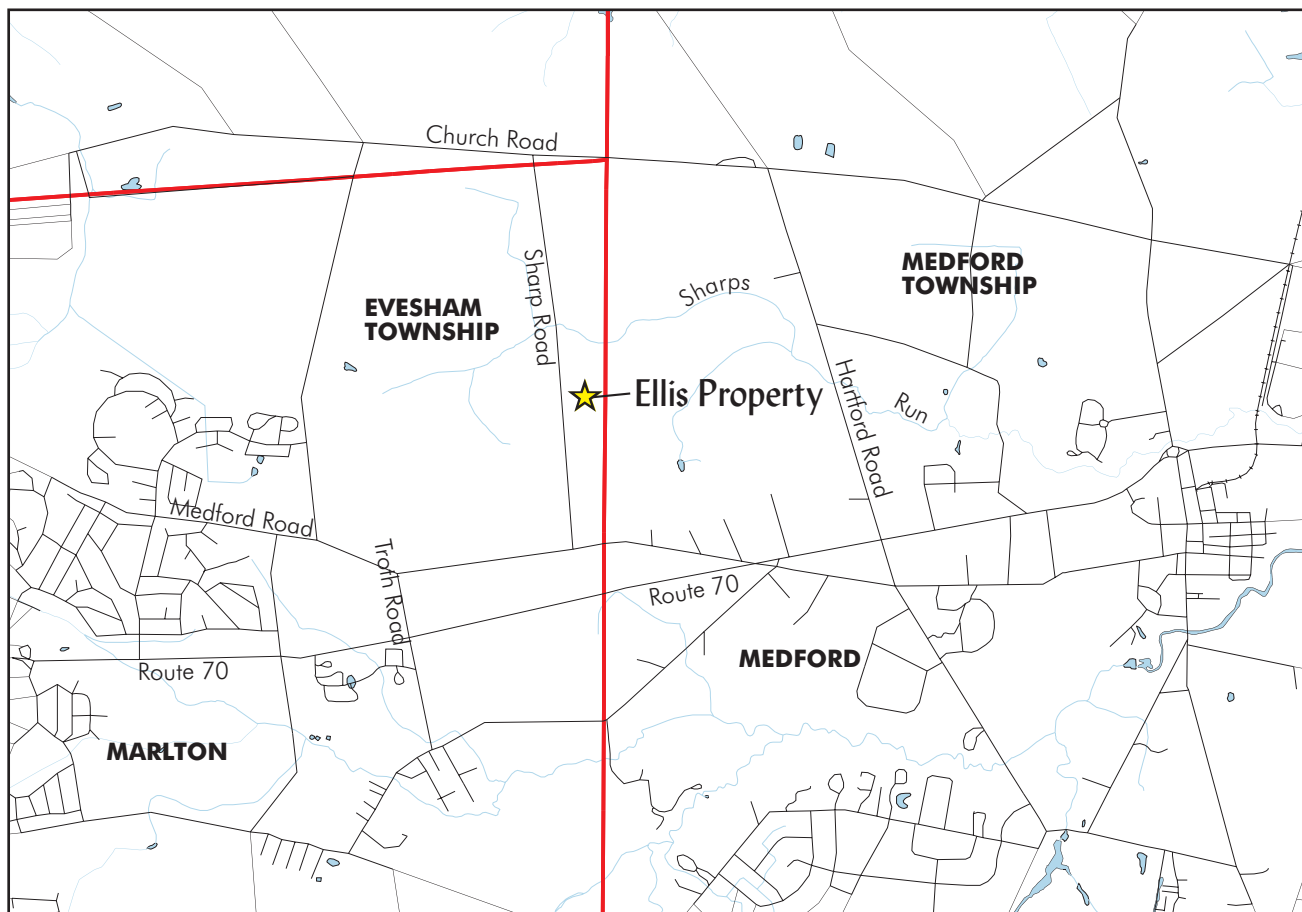 Church Road
Sharp Road
Sharps
MEDFORD
TOWNSHIP
EVESHAM
TOWNSHIP
Ellis Property
Hartford Road
Run
Medford Road
Troth Road
Route 70
MEDFORD
Route 70
MARLTON